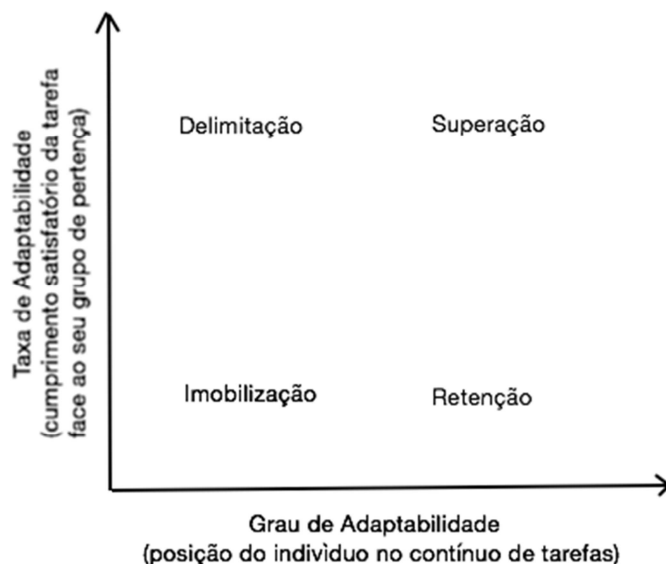 Taxa de Adaptabilidade
(cumprimento satisfatório da tarefa
face ao seu grupo de pertença)
Delimitação
Superação
Imobilização
Retenção
Grau de Adaptabilidade
(posição do indivìduo no contínuo de tarefas)